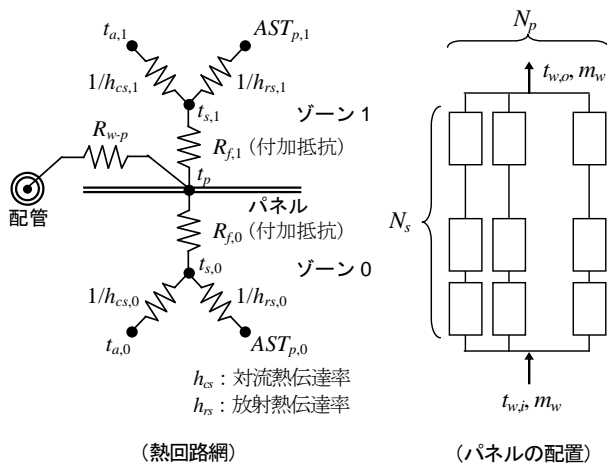 t_{a,1}
AST_{p,1}
1/h_{cs,1}
1/h_{rs,1}
t_{s,1}
ゾーン 1
R_{w-p}
R_{f,1} (付加抵抗)
t_p
配管
パネル
R_{f,0} (付加抵抗)
t_{s,0}
ゾーン 0
1/h_{cs,0}
1/h_{rs,0}
t_{a,0}
AST_{p,0}
h_{cs}：対流熱伝達率
h_{rs}：放射熱伝達率
(熱回路網)
N_p
t_{w,o}, m_w
N_s
t_{w,i}, m_w
(パネルの配置)